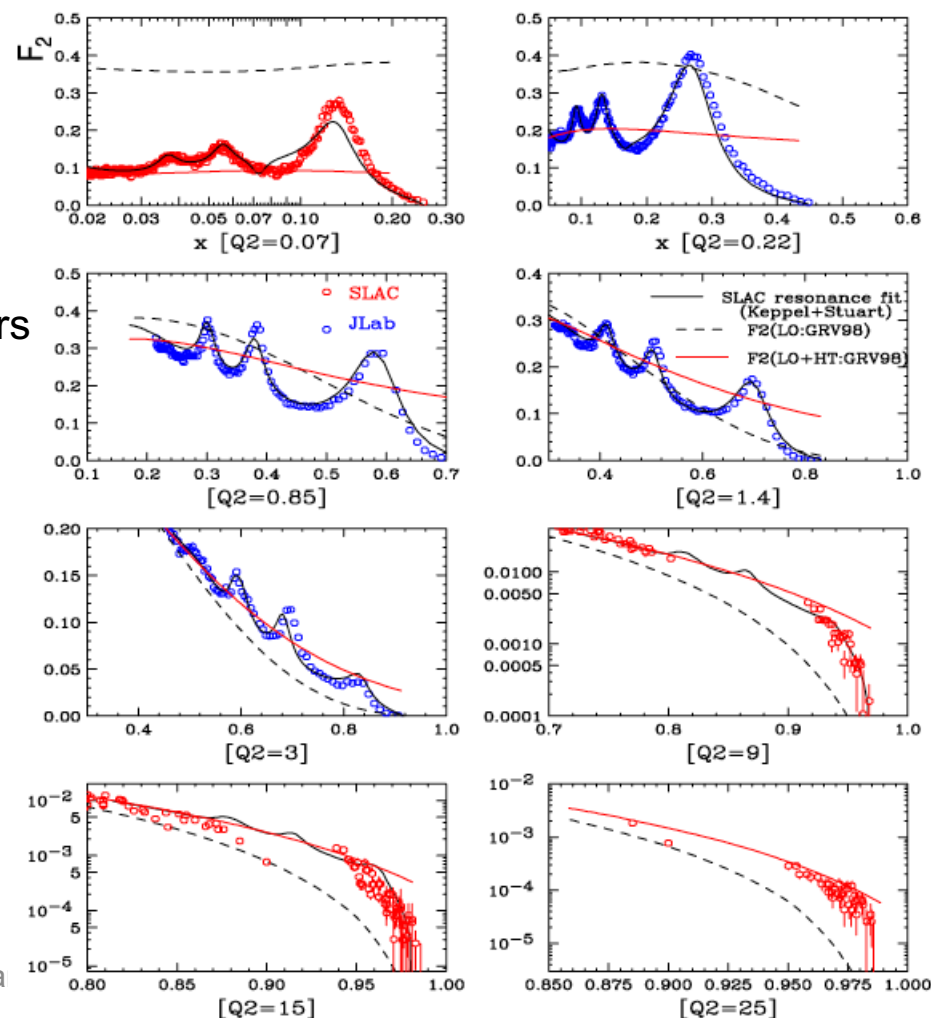 F2
0.5
0.4
0.3
0.2
0.1
0.0
0.02 0.03 0.05 0.07 0.10 0.20 0.30
x [Q2=0.07]
0.5
0.4
0.3
0.2
0.1
0.0
0.1 0.2 0.3 0.4 0.5 0.6
x [Q2=0.22]
rs
0.5
0.4
0.3
0.2
0.1
0.0
SLAC
JLab
0.1 0.2 0.3 0.4 0.5 0.6 0.7
[Q2=0.85]
0.4
0.3
0.2
0.1
0.0
SLAC resonance fit
(Keppel+Stuart)
F2(LO:GRV98)
F2(LO+HT:GRV98)
0.4 0.6 0.8 1.0
[Q2=1.4]
0.20
0.15
0.10
0.05
0.00
0.4 0.6 0.8 1.0
[Q2=3]
0.0100
0.0050
0.0010
0.0005
0.0001
0.7 0.8 0.9 1.0
[Q2=9]
10⁻²
5
10⁻³
5
10⁻⁴
5
10⁻⁵
0.80 0.85 0.90 0.95 1.00
[Q2=15]
10⁻²
10⁻³
10⁻⁴
10⁻⁵
0.850 0.875 0.900 0.925 0.950 0.975 1.000
[Q2=25]
a